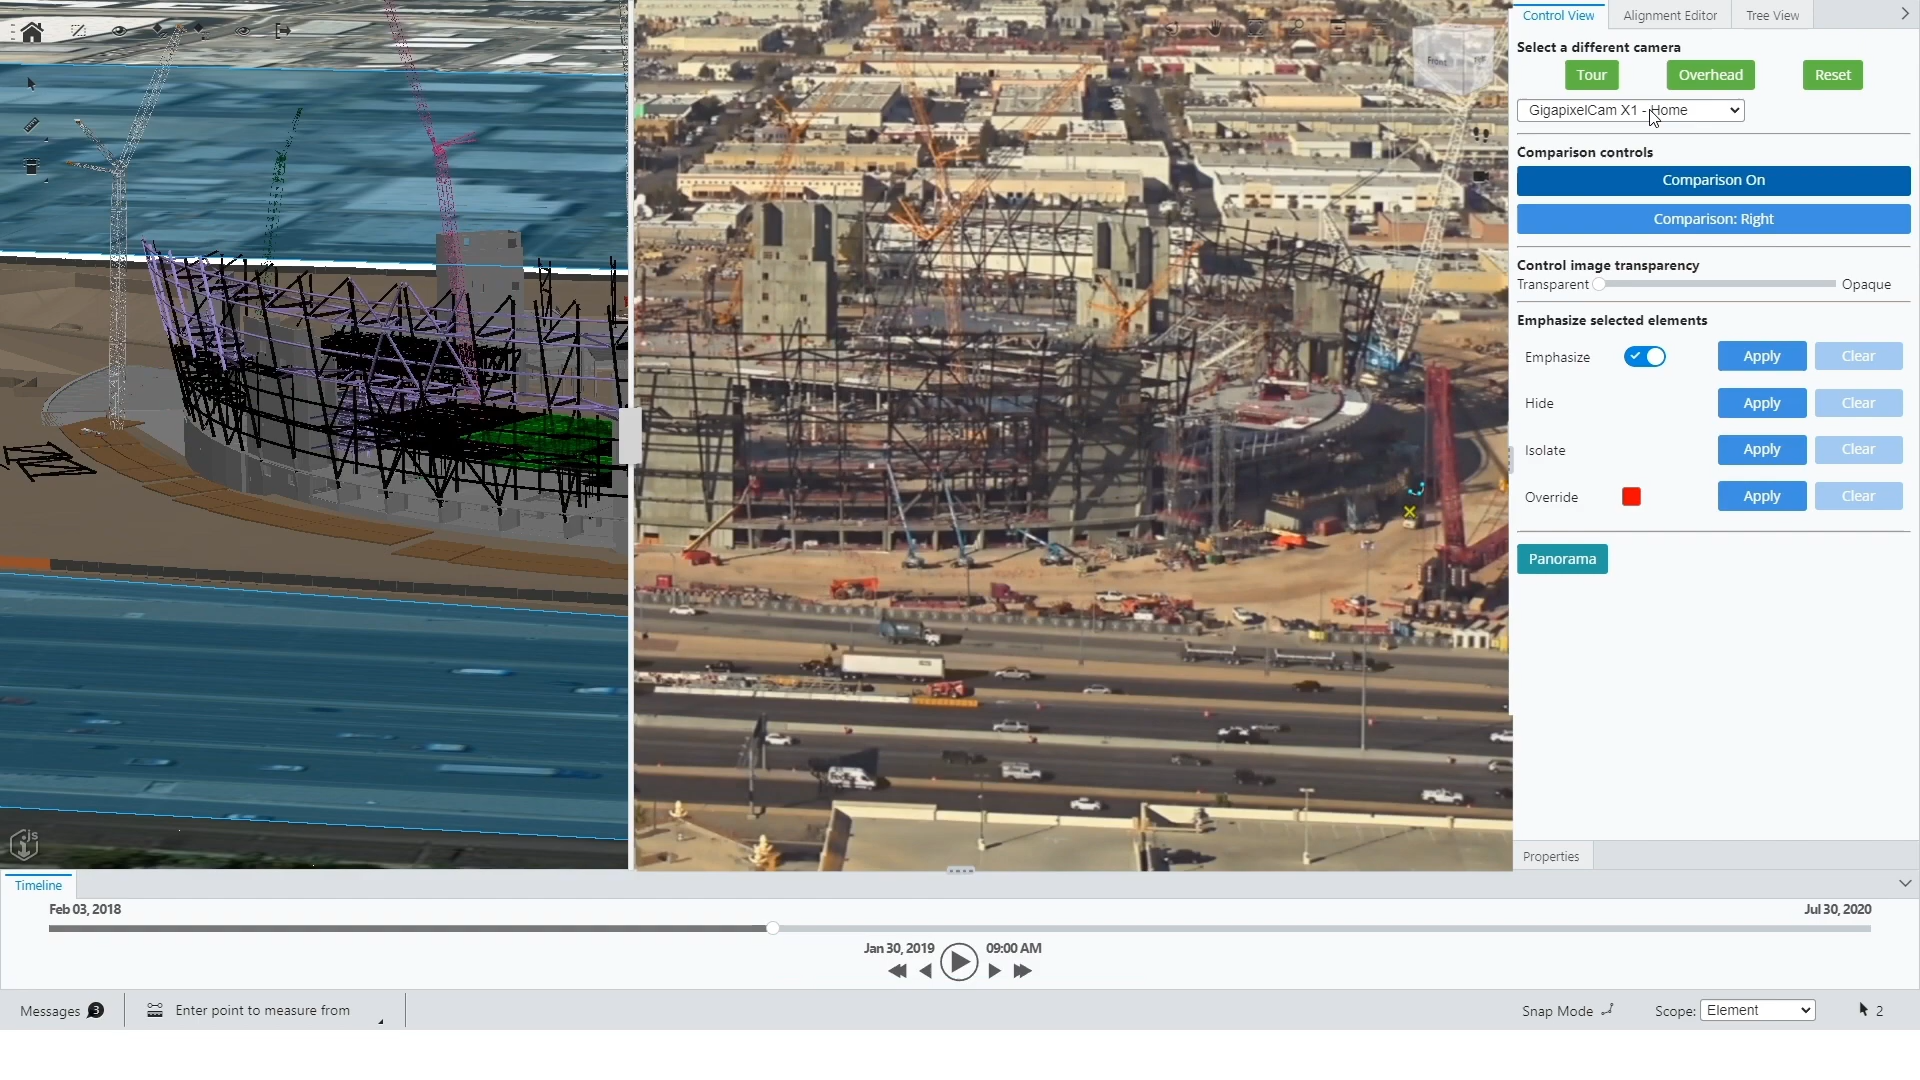 Control View
Alignment Editor
Tree View
Select a different camera
Tour
Overhead
Reset
GigapixelCam X1 - Home
Comparison controls
Comparison On
Comparison: Right
Control image transparency
Transparent
Opaque
Emphasize selected elements
Emphasize
Apply
Clear
Hide
Apply
Clear
Isolate
Apply
Clear
Override
Apply
Clear
Panorama
Front
FedEx
js
Properties
Timeline
Feb 03, 2018
Jul 30, 2020
Jan 30, 2019
09:00 AM
Messages 3
Enter point to measure from
Snap Mode
Scope: Element
2